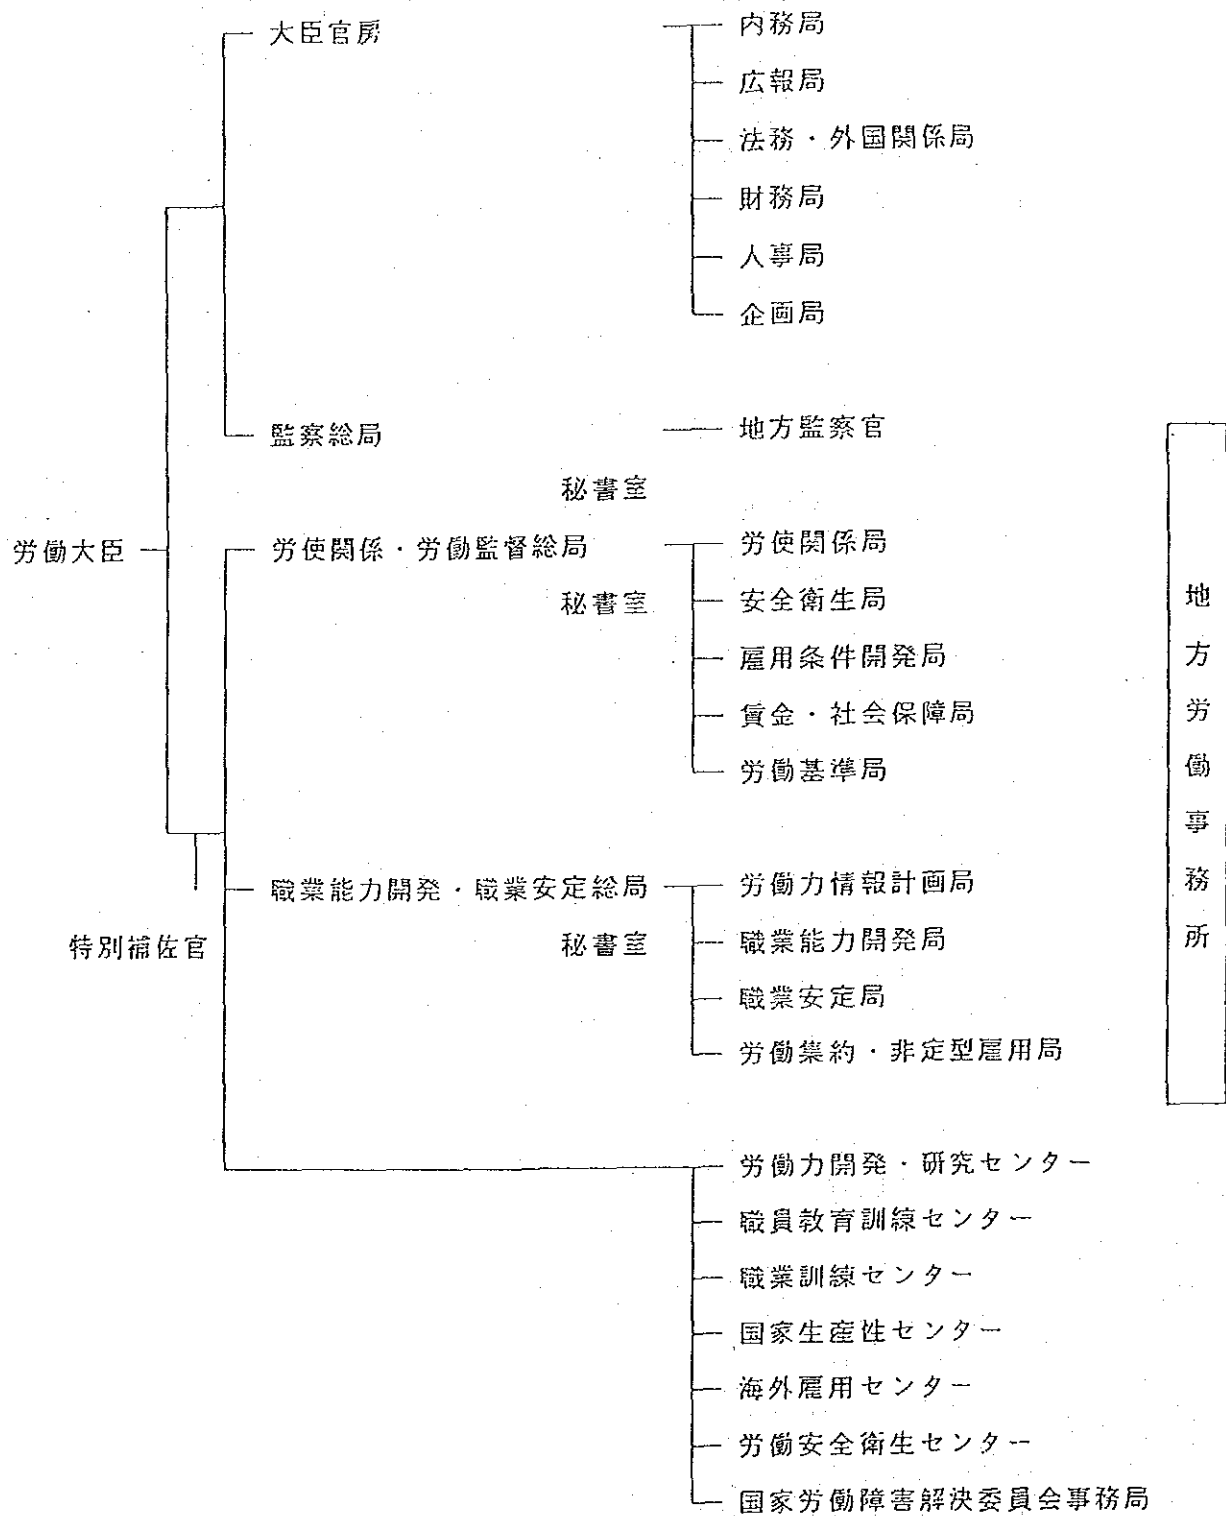 大臣官房
内務局
広報局
法務・外国関係局
財務局
人事局
企画局
監察総局
地方監察官
秘書室
労働大臣
労使関係・労働監督総局
労使関係局
秘書室
安全衛生局
雇用条件開発局
賃金・社会保障局
労働基準局
職業能力開発・職業安定総局
労働力情報計画局
特別補佐官
秘書室
職業能力開発局
職業安定局
労働集約・非定型雇用局
労働力開発・研究センター
職員教育訓練センター
職業訓練センター
国家生産性センター
海外雇用センター
労働安全衛生センター
国家労働障害解決委員会事務局
地方労働事務所